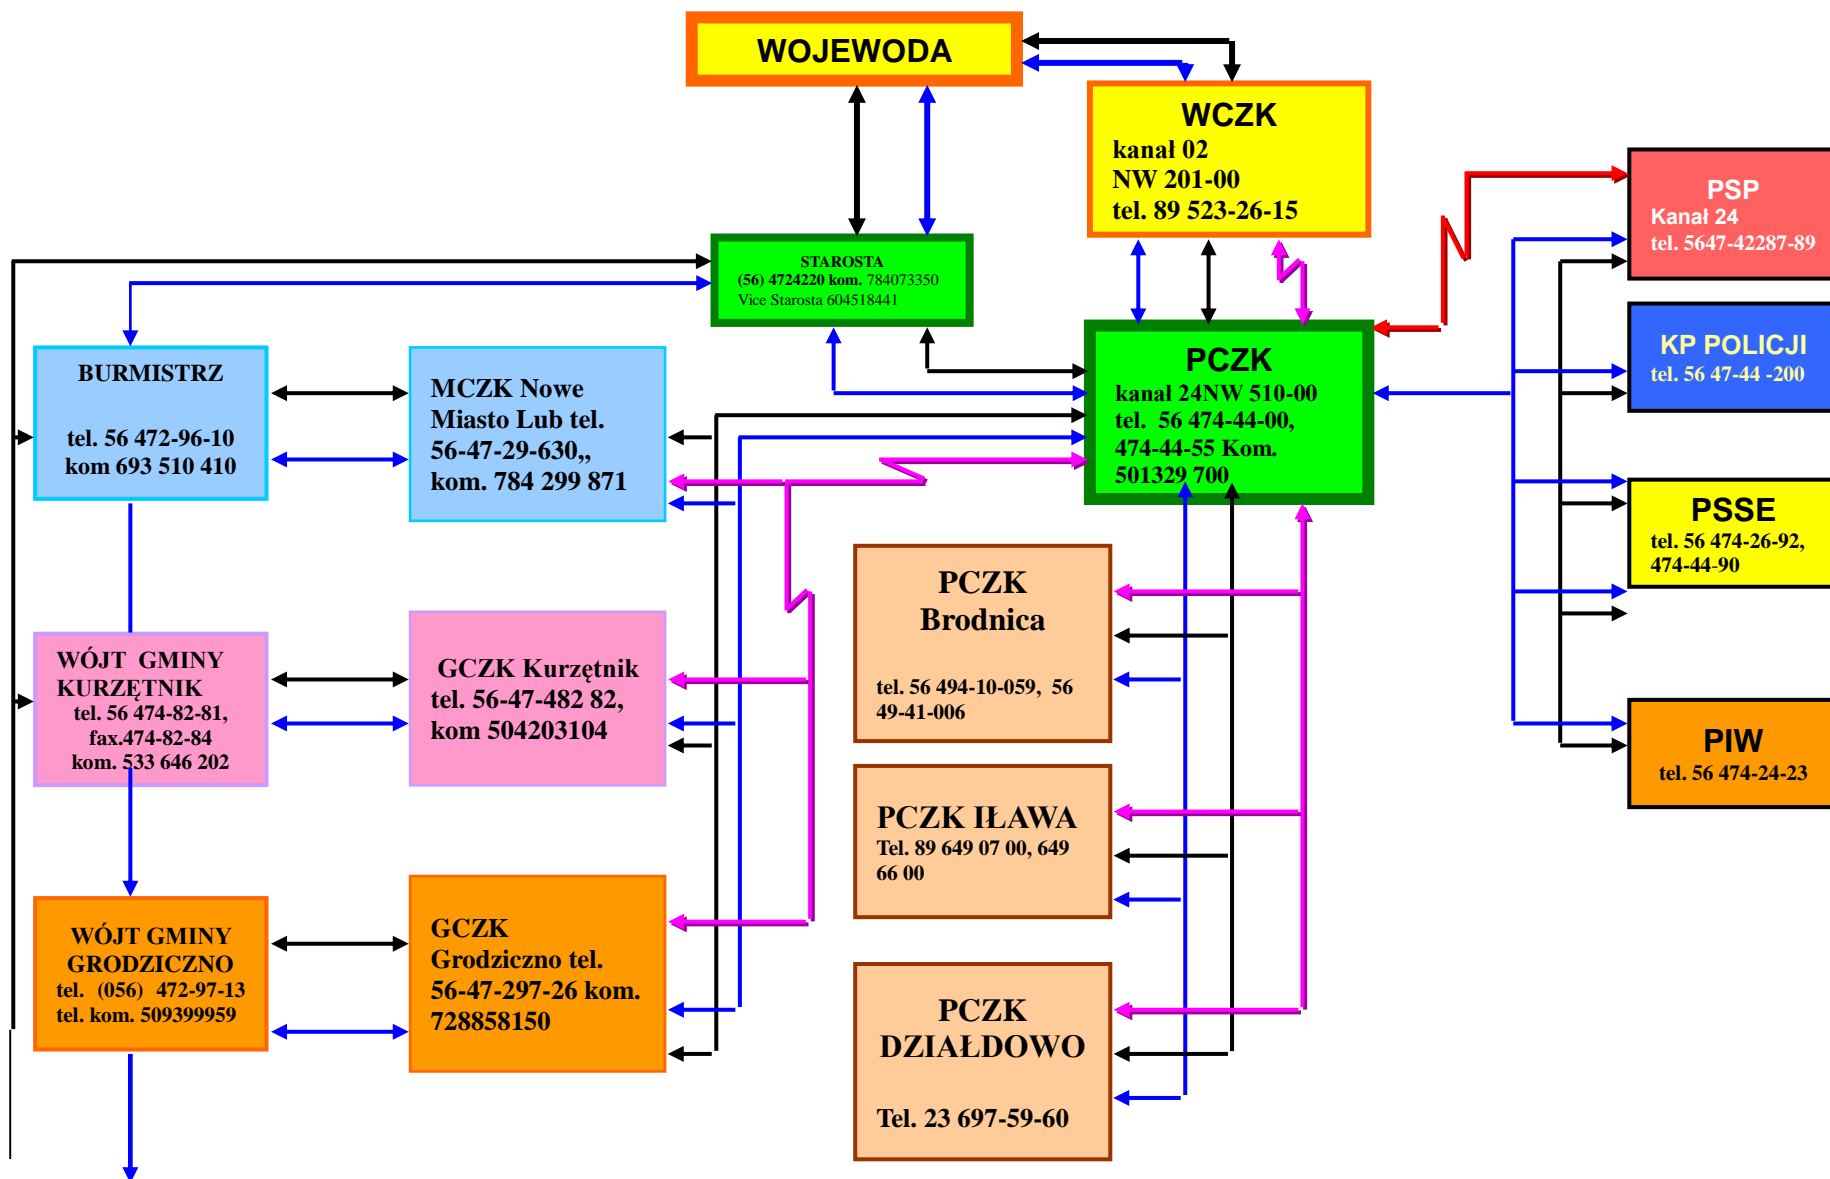 WOJEWODA
WCZK
kanał 02
NW 201-00
tel. 89 523-26-15
PSP
Kanał 24
tel. 5647-42287-89
STAROSTA
(56) 4724220 kom. 784073350
Vice Starosta 604518441
KP POLICJI
tel. 56 47-44 -200
BURMISTRZ
tel. 56 472-96-10
kom 693 510 410
MCZK Nowe
Miasto Lub tel.
56-47-29-630,,
kom. 784 299 871
PCZK
kanał 24NW 510-00
tel. 56 474-44-00,
474-44-55 Kom.
501329 700
PSSE
tel. 56 474-26-92,
474-44-90
PCZK
Brodnica
tel. 56 494-10-059, 56
49-41-006
WÓJT GMINY
KURZĘTNIK
tel. 56 474-82-81,
fax.474-82-84
kom. 533 646 202
GCZK Kurzętnik
tel. 56-47-482 82,
kom 504203104
PIW
tel. 56 474-24-23
PCZK IŁAWA
Tel. 89 649 07 00, 649
66 00
WÓJT GMINY
GRODZICZNO
tel. (056) 472-97-13
tel. kom. 509399959
GCZK
Grodziczno tel.
56-47-297-26 kom.
728858150
PCZK
DZIAŁDOWO
Tel. 23 697-59-60